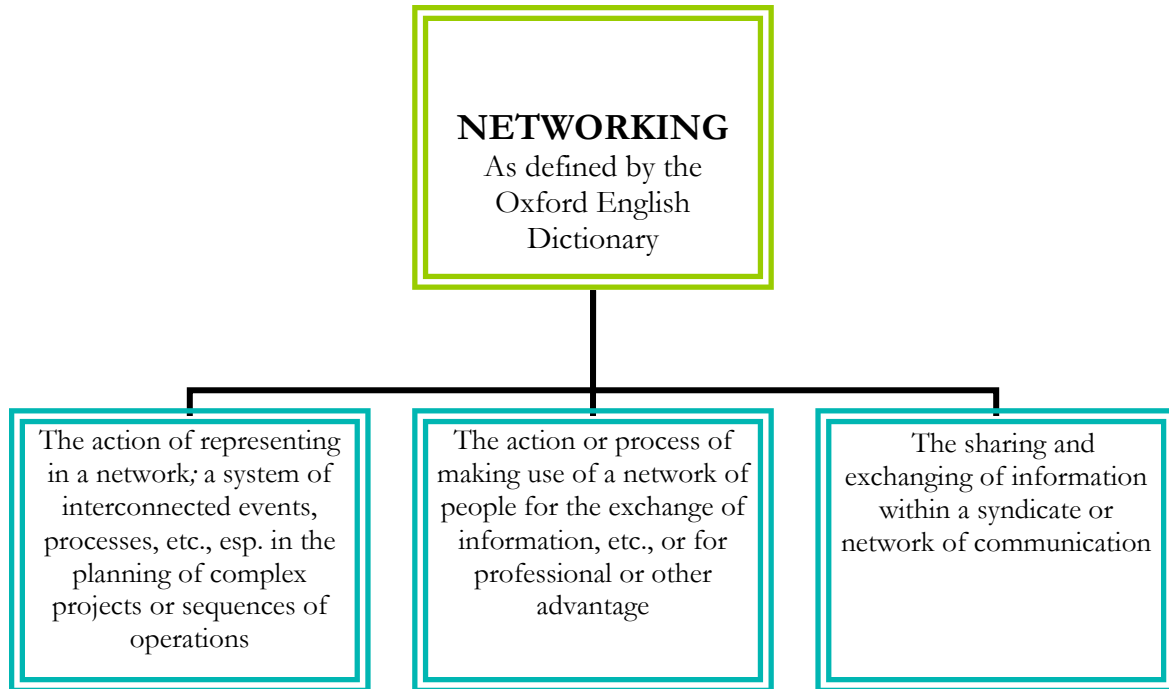 NETWORKING
As defined by the
Oxford English
Dictionary
The action of representing
in a network; a system of
interconnected events,
processes, etc., esp. in the
planning of complex
projects or sequences of
operations
The action or process of
making use of a network of
people for the exchange of
information, etc., or for
professional or other
advantage
The sharing and
exchanging of information
within a syndicate or
network of communication